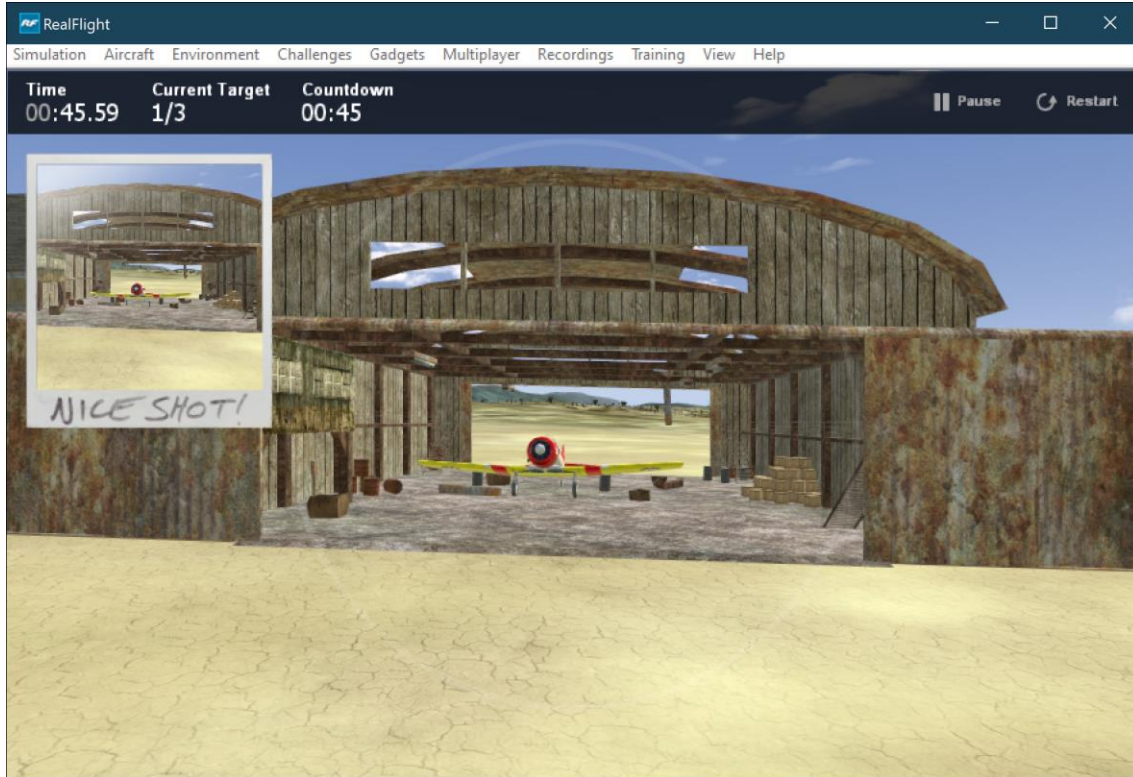 RF RealFlight
Simulation Aircraft Environment Challenges Gadgets Multiplayer Recordings Training View Help
Time Current Target Countdown
00:45.59 1/3 00:45 Pause Restart
NICE SHOT!